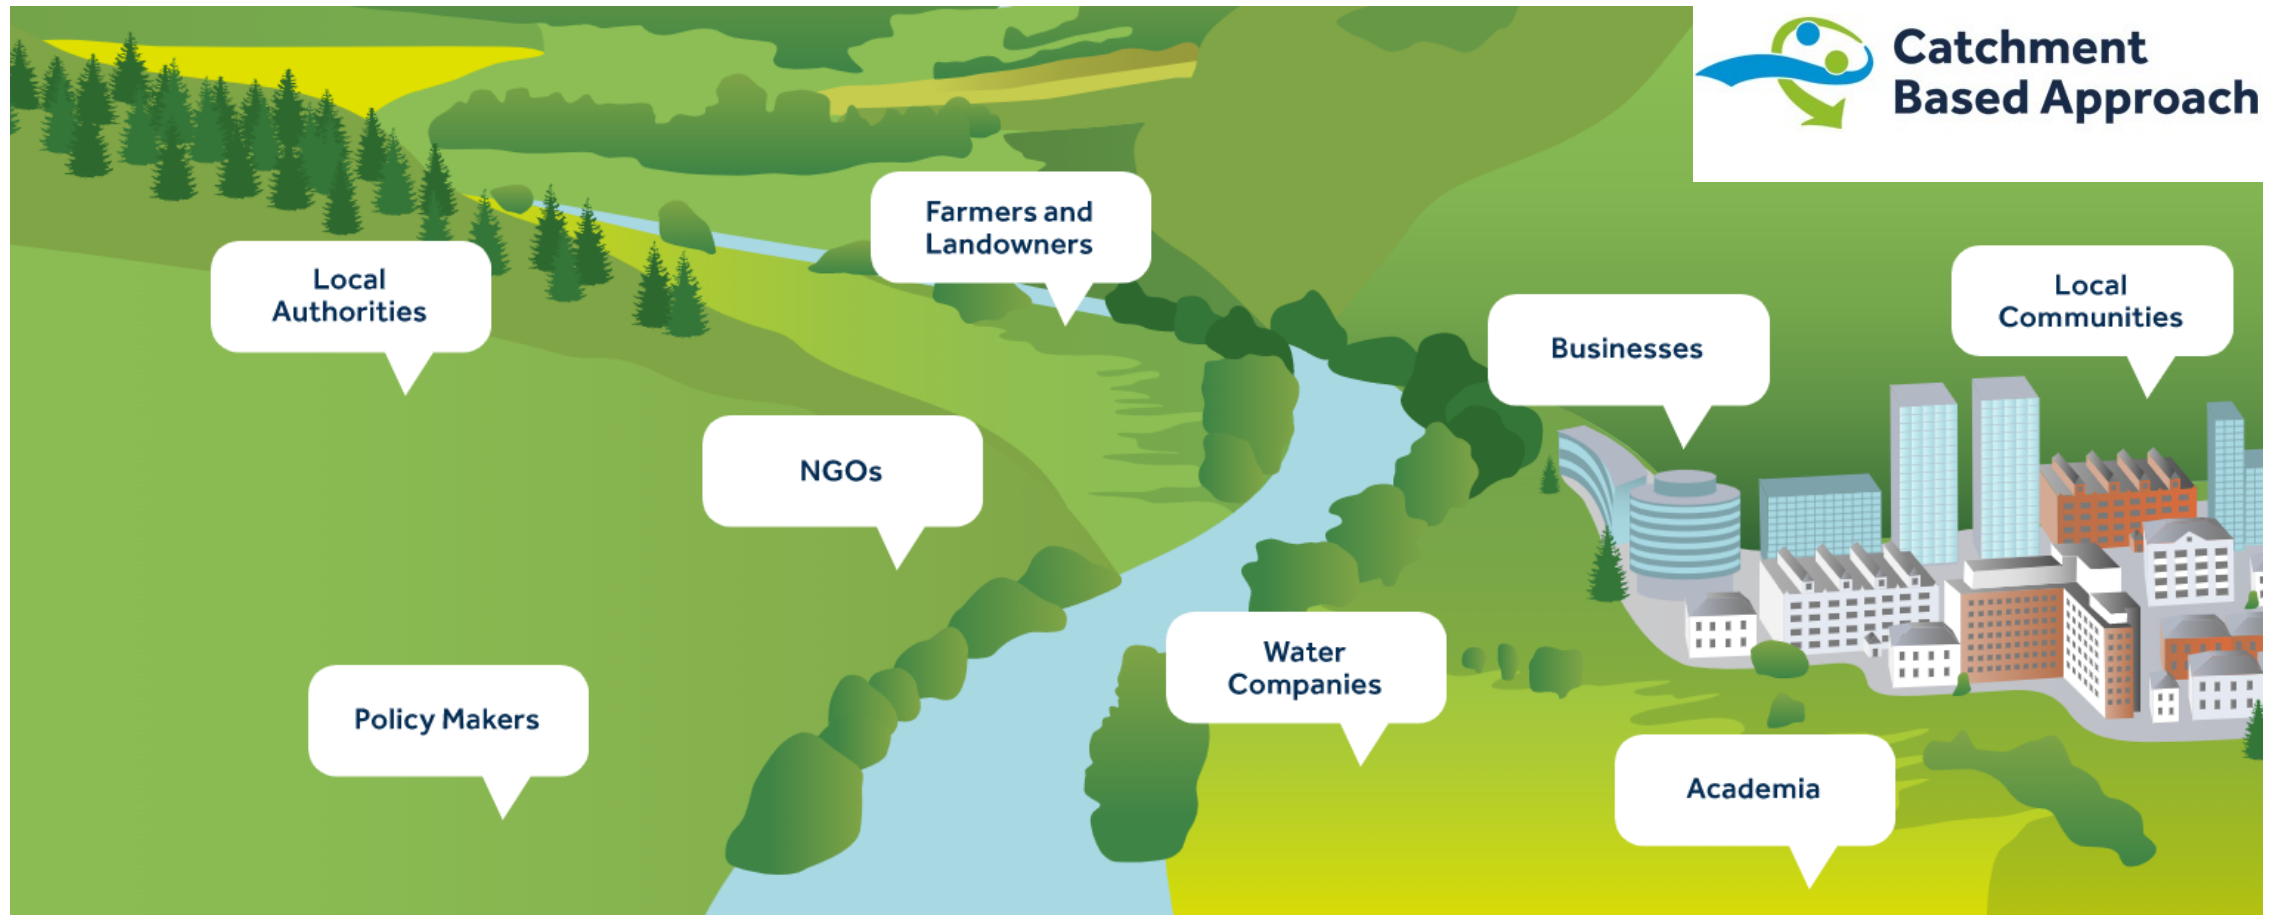 Catchment
Based Approach
Farmers and
Landowners
Local
Authorities
Local
Communities
Businesses
NGOs
Water
Companies
Policy Makers
Academia